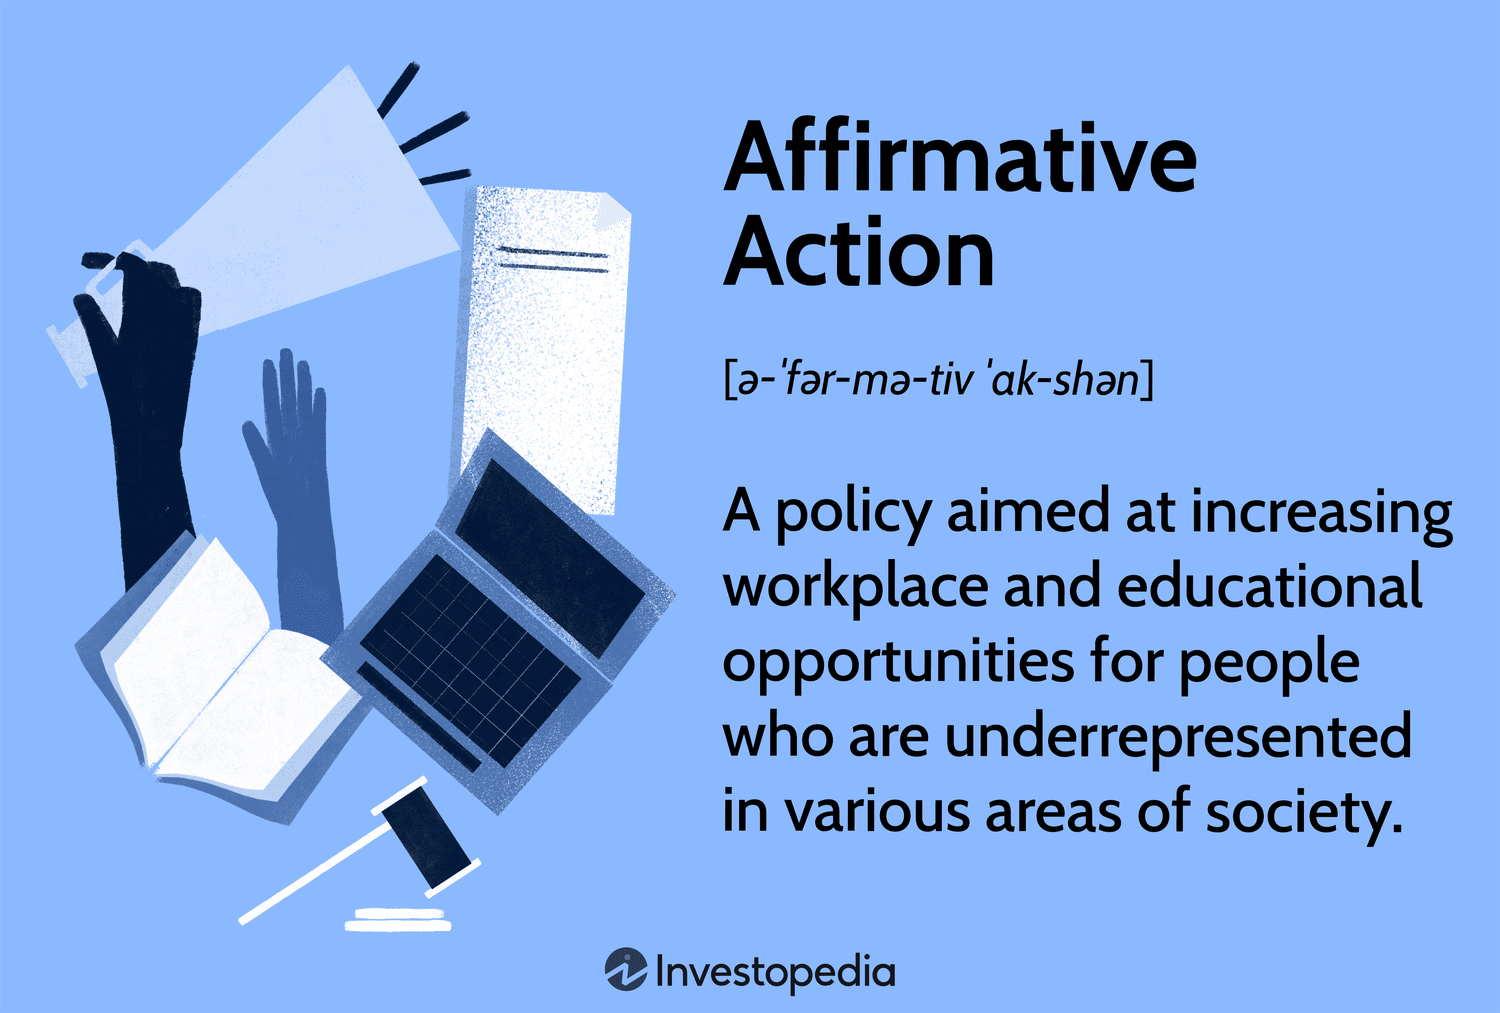 Affirmative
Action
[ə-ˈfər-mə-tiv ˈak-shən]
A policy aimed at increasing
workplace and educational
opportunities for people
who are underrepresented
in various areas of society.
Investopedia